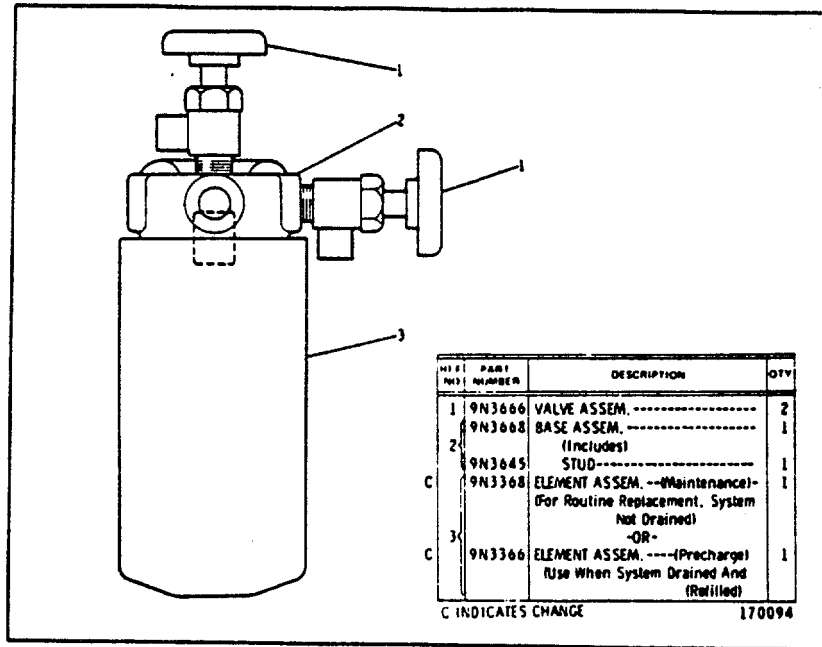 1
2
1
3
REF NO PART NUMBER DESCRIPTION QTY
1 9N3666 VALVE ASSEM. -------------------- 2
9N3668 BASE ASSEM. --------------------- 1
2 (Includes)
9N3645 STUD------------------------- 1
C 9N3368 ELEMENT ASSEM. --(Maintenance)- 1
(For Routine Replacement, System
Not Drained)
3 -OR-
C 9N3366 ELEMENT ASSEM. ----(Precharge) 1
(Use When System Drained And
(Refilled)
C INDICATES CHANGE 170094